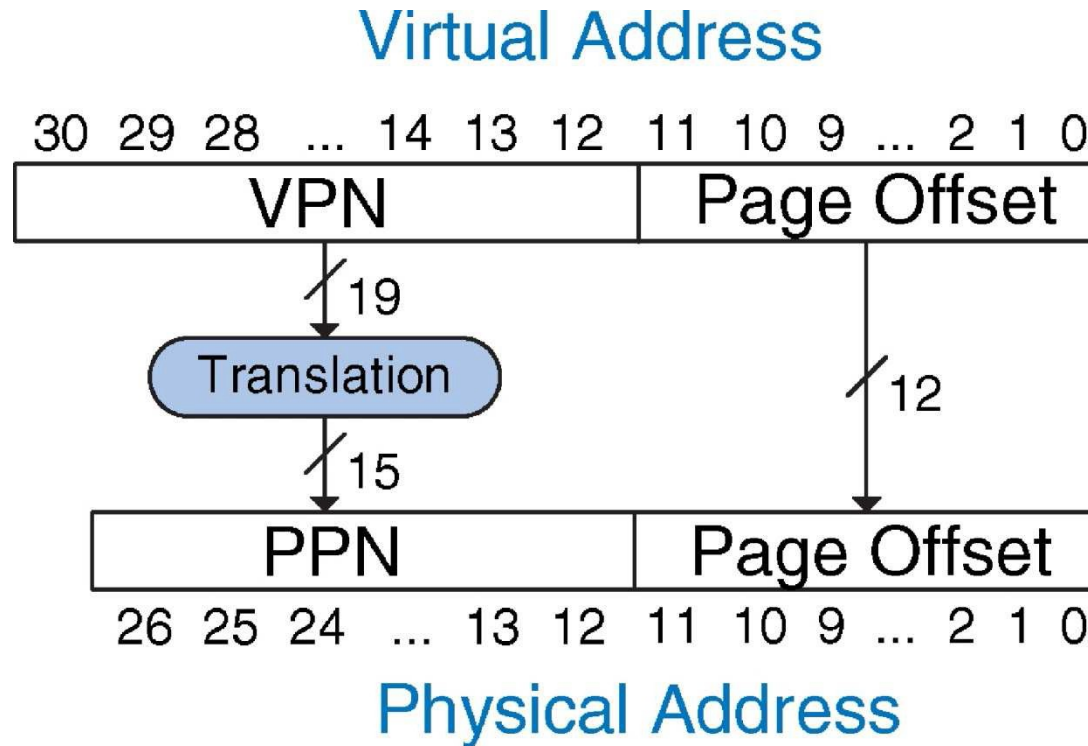 Virtual Address
30 29 28 ... 14 13 12 11 10 9 ... 2 1 0
VPN Page Offset
19
Translation
12
15
PPN Page Offset
26 25 24 ... 13 12 11 10 9 ... 2 1 0
Physical Address